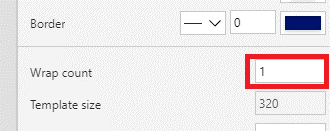 Border 0
Wrap count 1
Template size 320